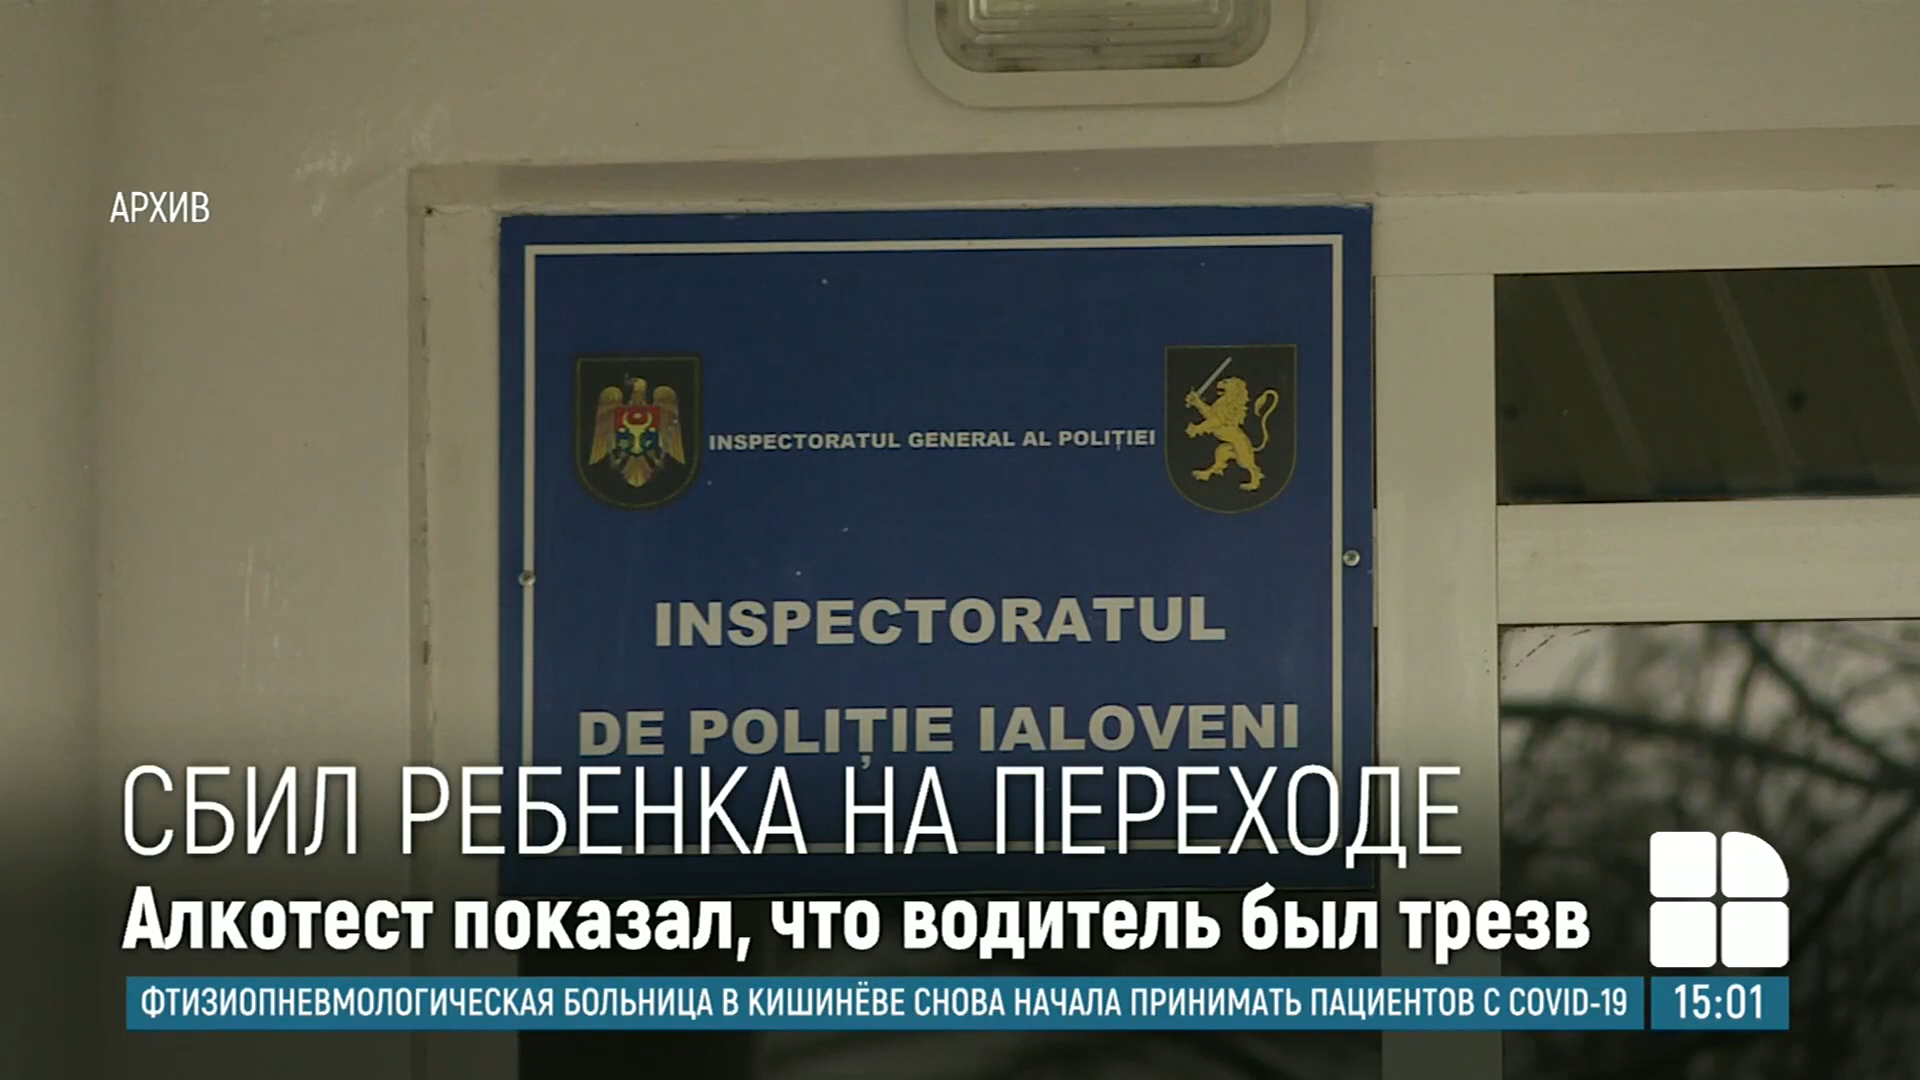 АРХИВ
INSPECTORATUL GENERAL AL POLIȚIEI
INSPECTORATUL
DE POLIȚIE IALOVENI
СБИЛ РЕБЕНКА НА ПЕРЕХОДЕ
Алкотест показал, что водитель был трезв
ФТИЗИОПНЕВМОЛОГИЧЕСКАЯ БОЛЬНИЦА В КИШИНЁВЕ СНОВА НАЧАЛА ПРИНИМАТЬ ПАЦИЕНТОВ С COVID-19
15:01